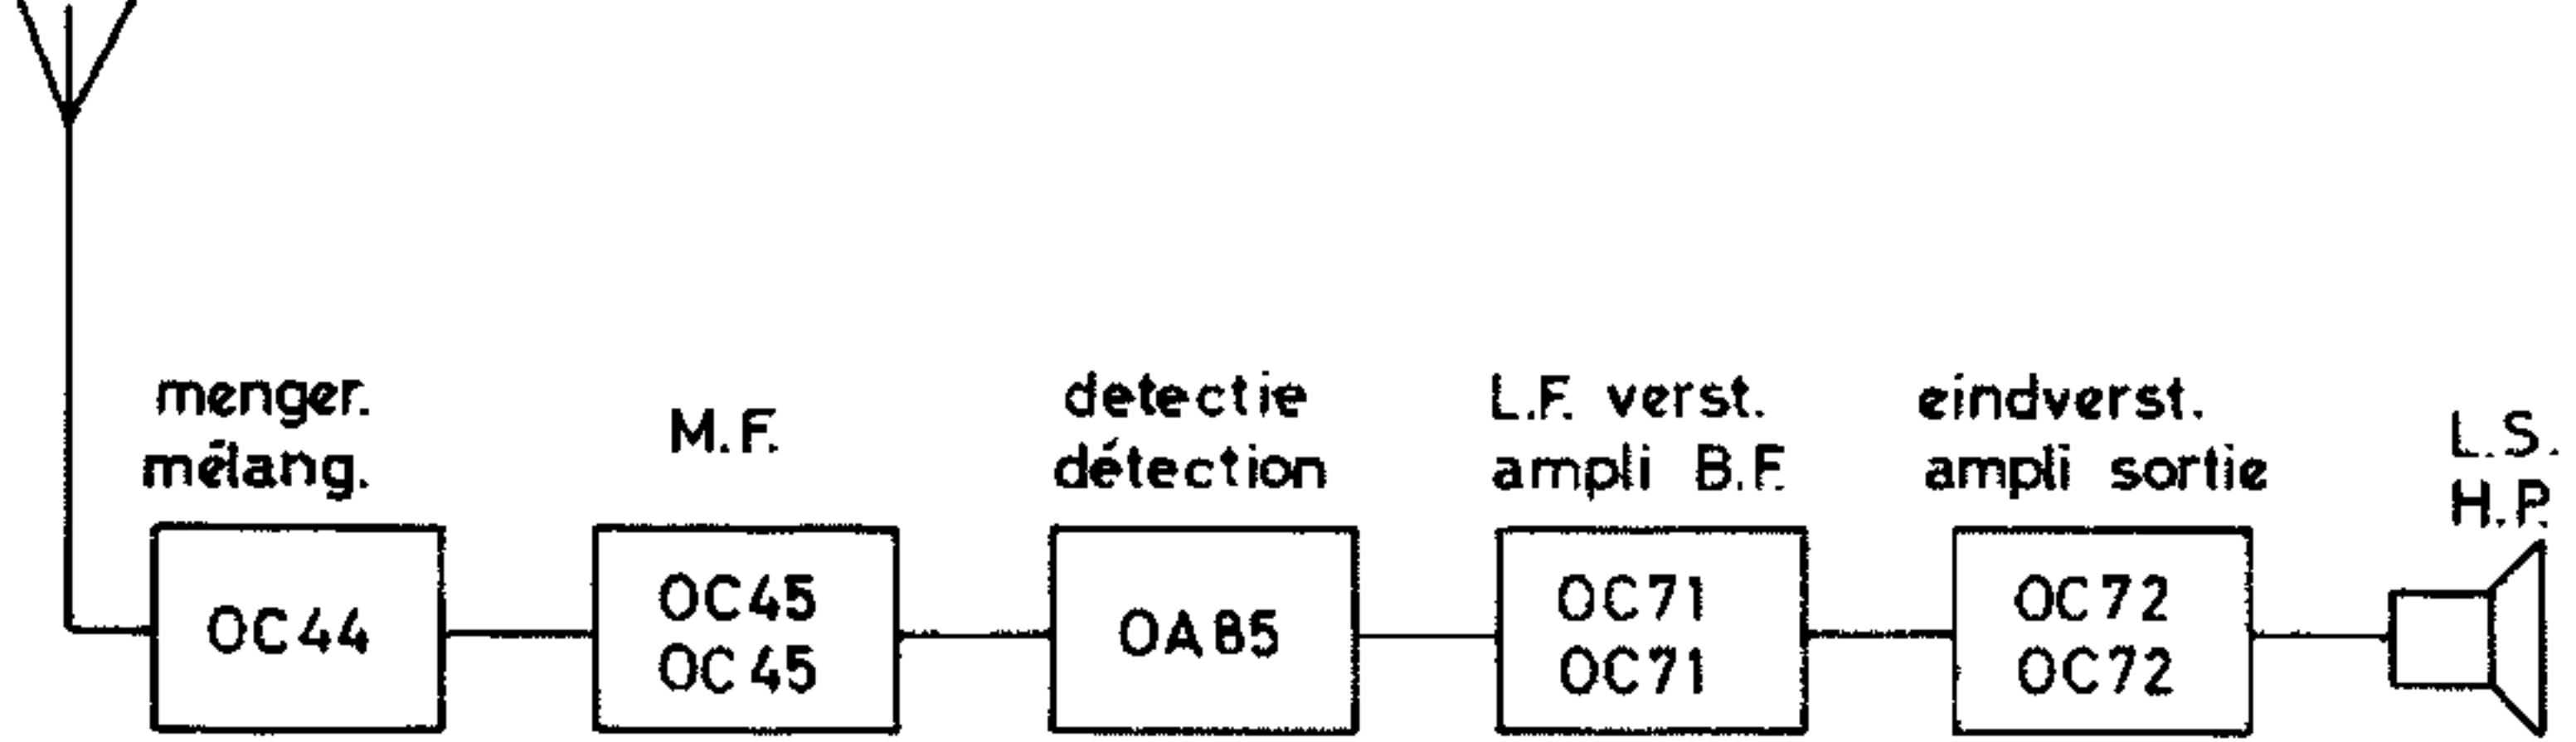 menger.
mélang.
OC44
M.F.
OC45
OC45
detectie
détection
OA85
L.F. verst.
ampli B.F.
OC71
OC71
eindverst.
ampli sortie
OC72
OC72
L.S.
H.P.